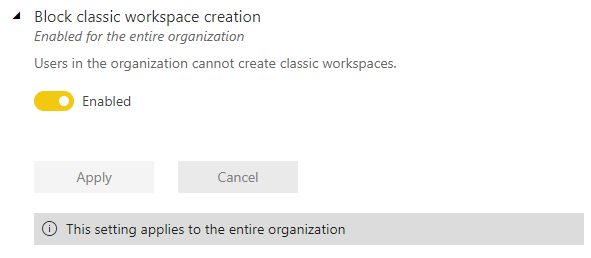 Block classic workspace creation
Enabled for the entire organization
Users in the organization cannot create classic workspaces.
Enabled
Apply Cancel
This setting applies to the entire organization